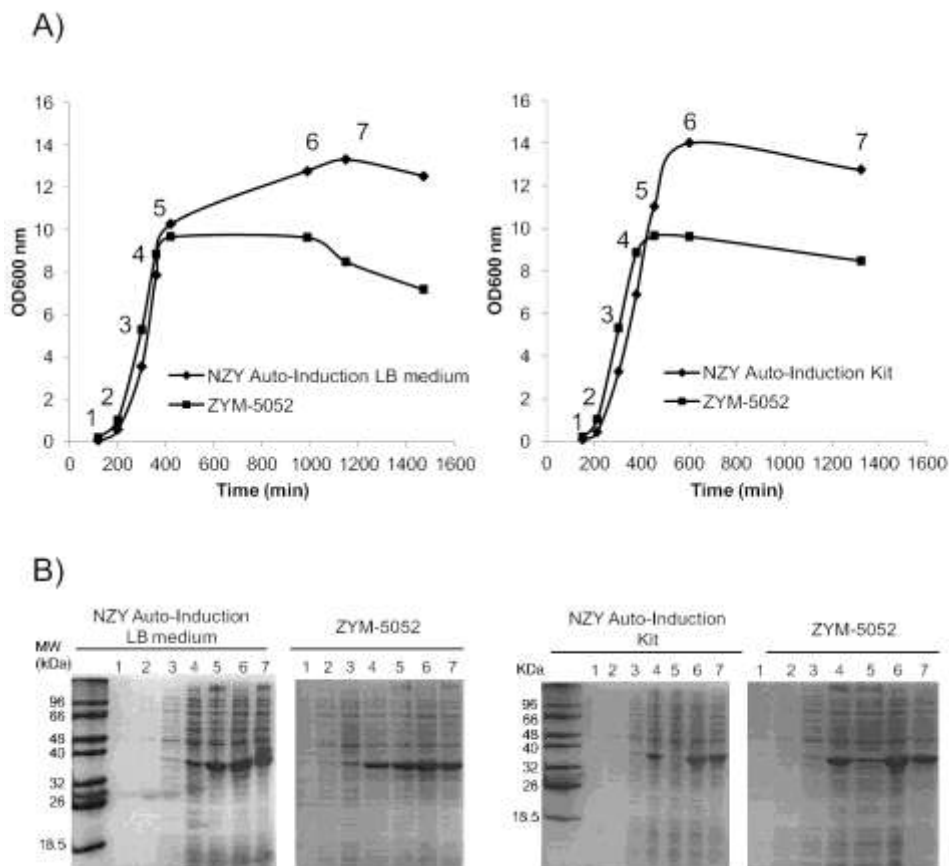 A)
16
14
12
10
8
6
4
2
0
OD600 nm
1
2
3
4
5
6
7
NZY Auto-Induction LB medium
ZYM-5052
0 200 400 600 800 1000 1200 1400 1600
Time (min)
16
14
12
10
8
6
4
2
0
OD600 nm
1
2
3
4
5
6
7
NZY Auto-Induction Kit
ZYM-5052
0 200 400 600 800 1000 1200 1400 1600
Time (min)
B)
NZY Auto-Induction
LB medium
MW
(kDa)
1 2 3 4 5 6 7
96
66
48
40
32
26
18.5
ZYM-5052
1 2 3 4 5 6 7
NZY Auto-Induction
Kit
KDa
1 2 3 4 5 6 7
96
66
48
40
32
26
18.5
ZYM-5052
1 2 3 4 5 6 7